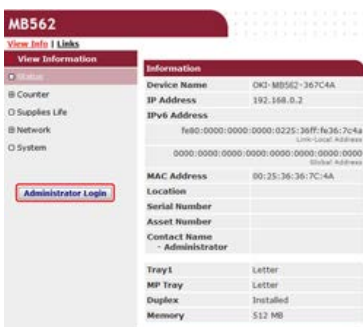 MB562
View Info | Links
View Information
Status
Counter
Supplies Life
Network
System
Administrator Login
Information
Device Name OKI-MB562-367C4A
IP Address 192.168.0.2
IPv6 Address
fe80:0000:0000:0000:0225:36ff:fe36:7c4a
Link-Local Address
0000:0000:0000:0000:0000:0000:0000:0000
Global Address
MAC Address 00:25:36:36:7C:4A
Location
Serial Number
Asset Number
Contact Name
- Administrator
Tray1 Letter
MP Tray Letter
Duplex Installed
Memory 512 MB